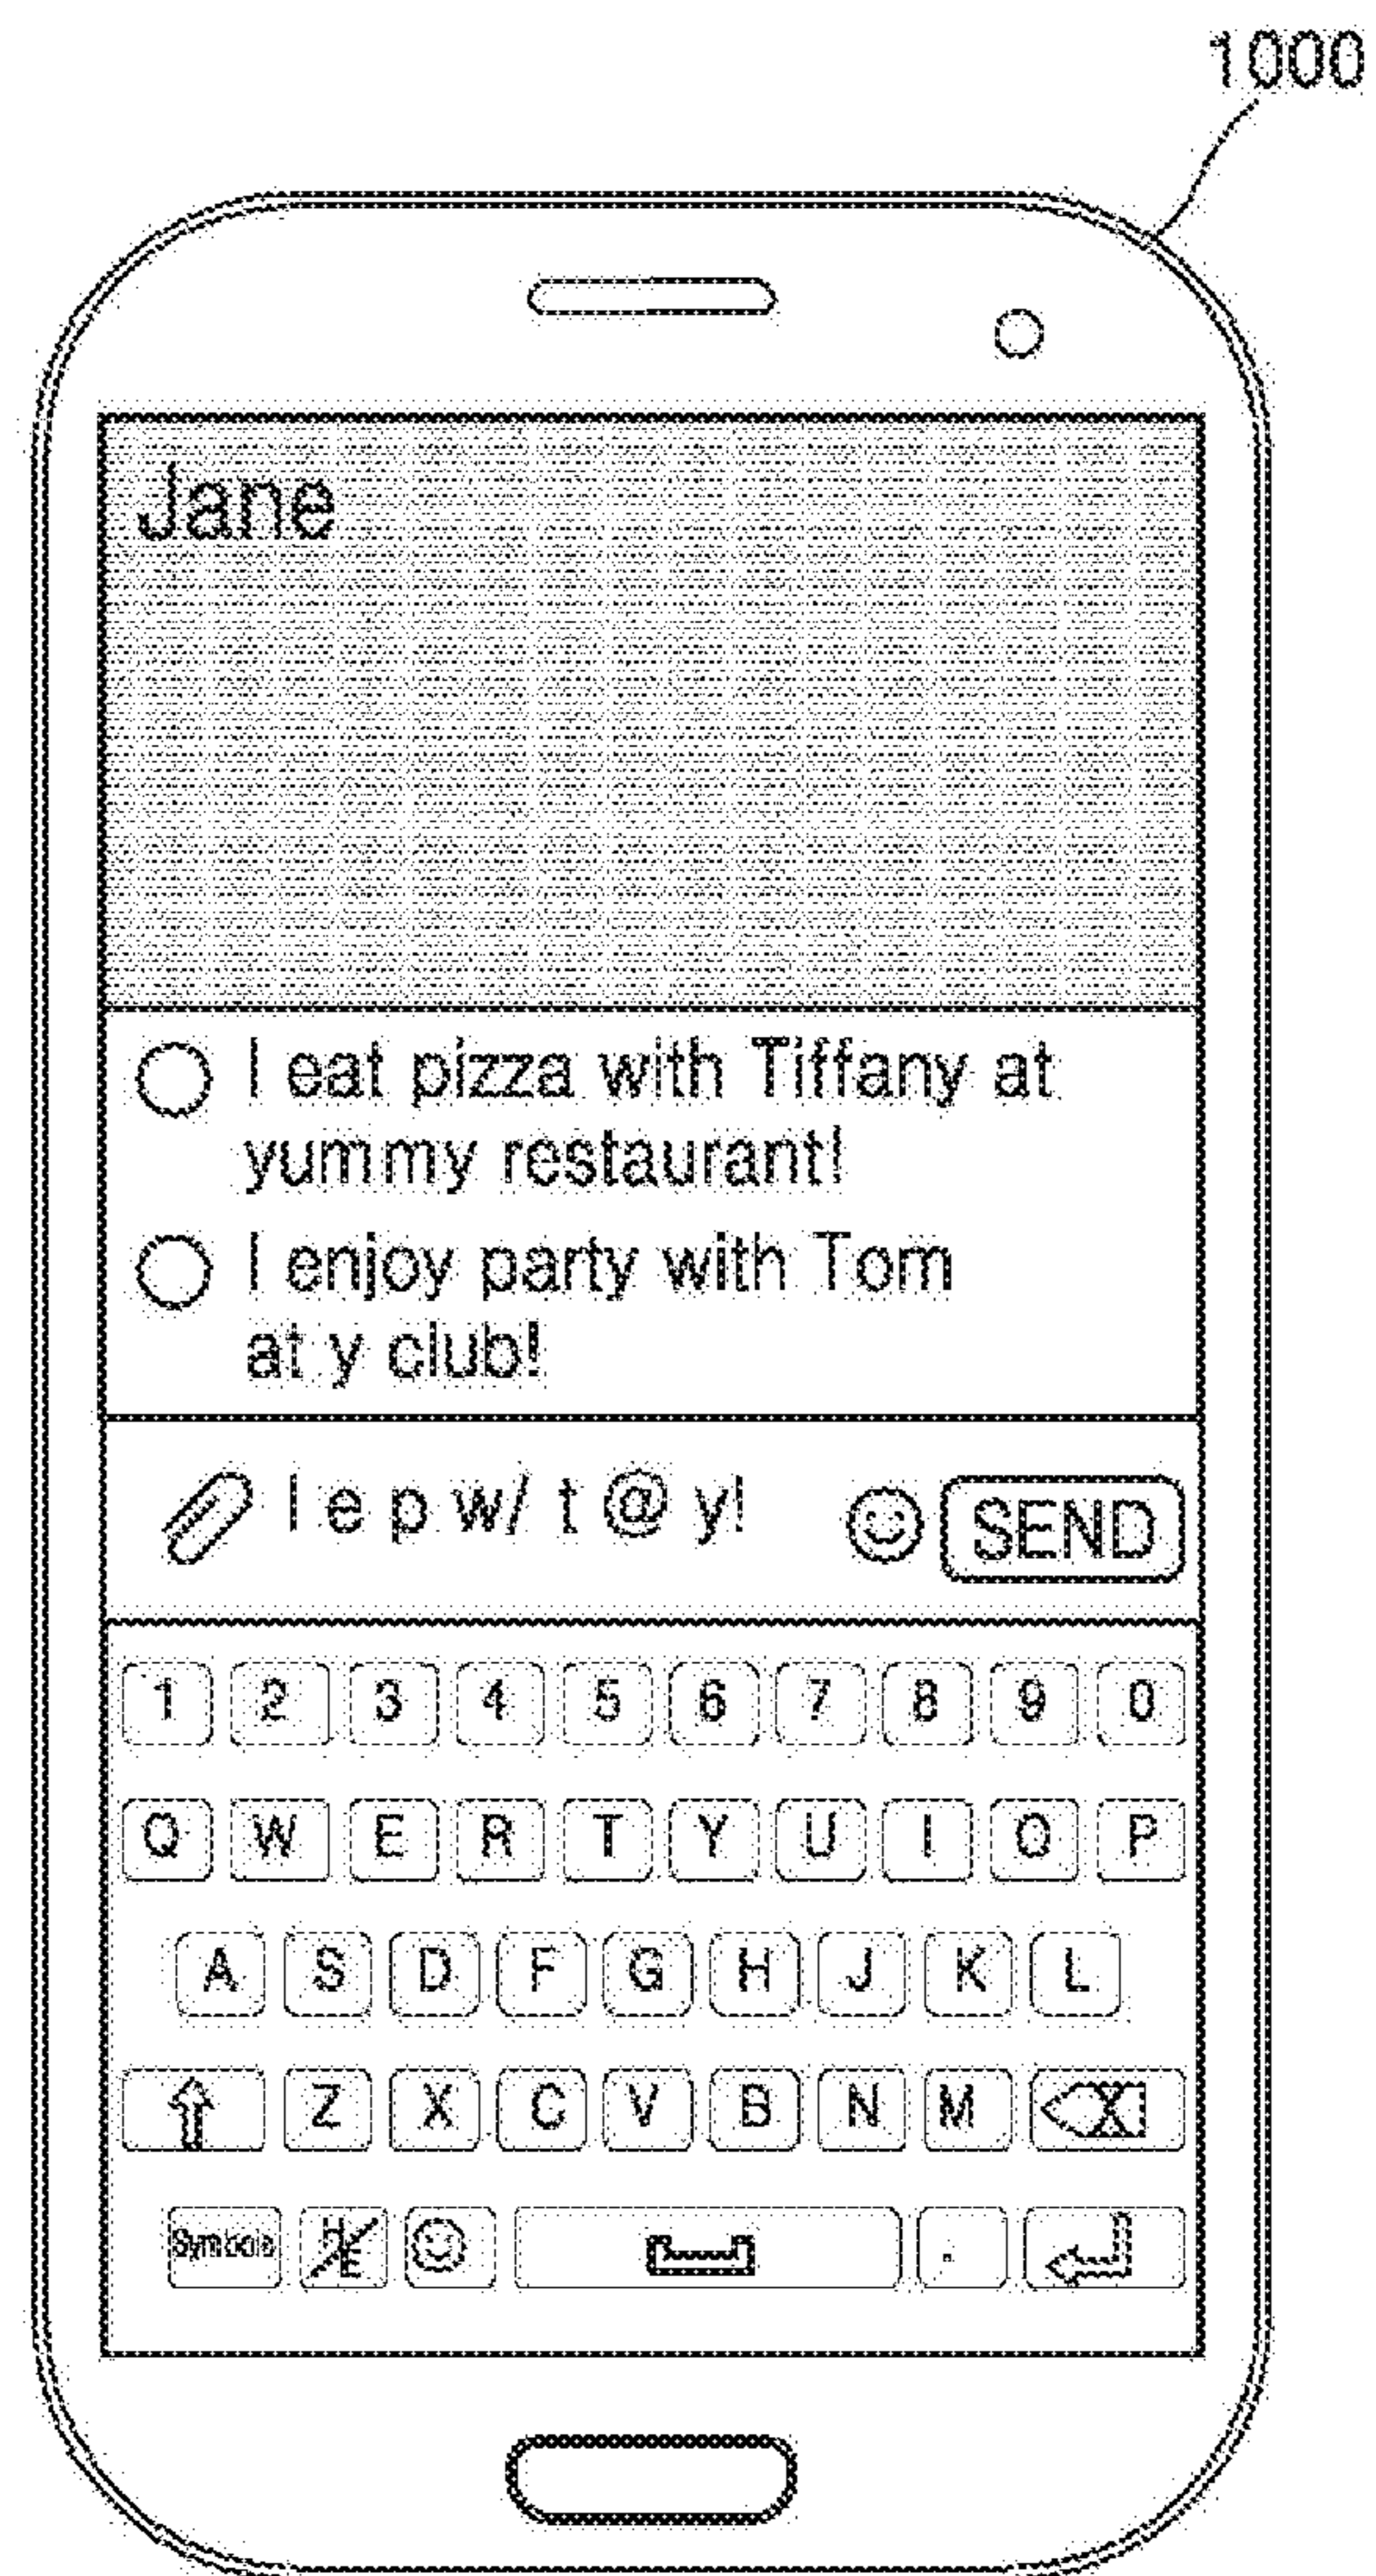 1000
Jane
I eat pizza with Tiffany at
yummy restaurant!
I enjoy party with Tom
at y club!
I e p w/ t @ y!
SEND
1 2 3 4 5 6 7 8 9 0
Q W E R T Y U I O P
A S D F G H J K L
Z X C V B N M X
Symbols H/E .